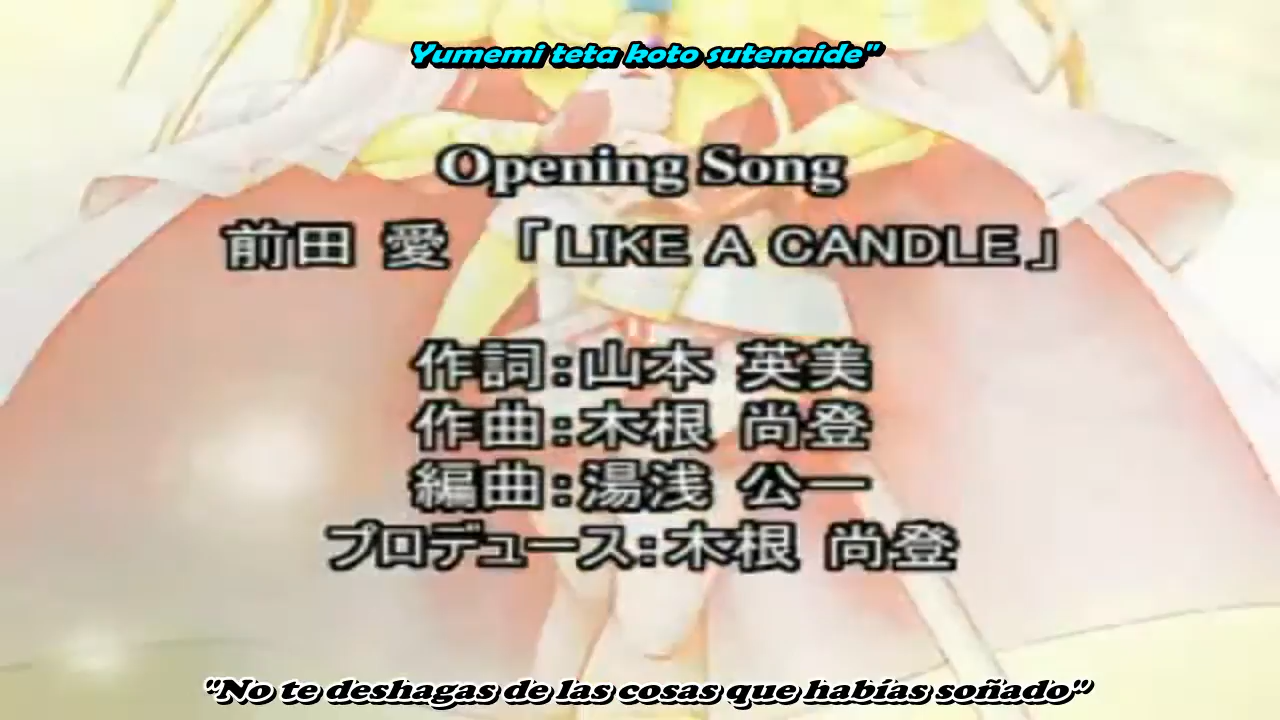 Yumemi teta koto sutenaide"
Opening Song
前田 愛 「LIKE A CANDLE」
作詞:山本 英美
作曲:木根 尚登
編曲:湯浅 公一
プロデュース:木根 尚登
"No te deshagas de las cosas que habías soñado"